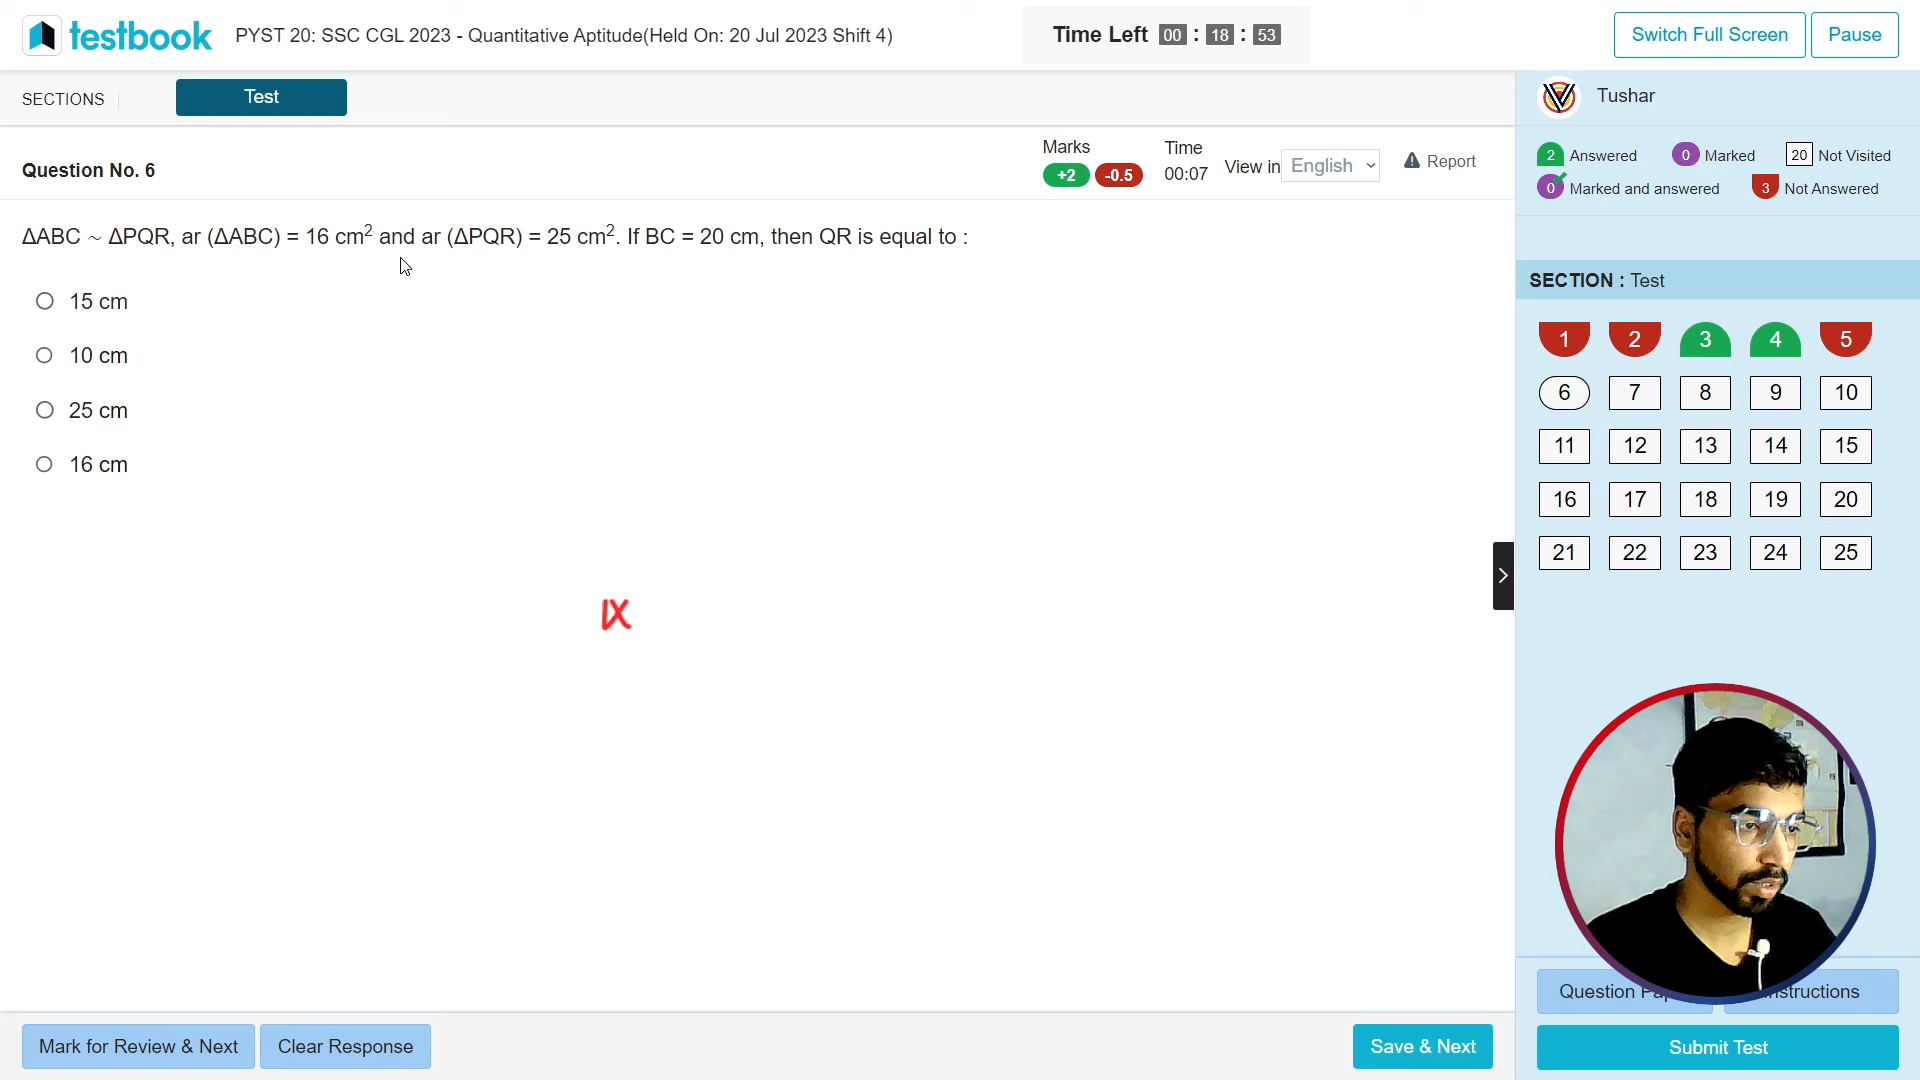 testbook PYST 20: SSC CGL 2023 - Quantitative Aptitude(Held On: 20 Jul 2023 Shift 4) Time Left 00 : 18 : 53 Switch Full Screen Pause
SECTIONS Test
Tushar
Question No. 6
Marks
+2 -0.5
Time
00:07
View in English
Report
2 Answered 0 Marked 20 Not Visited
0 Marked and answered 3 Not Answered
ΔABC ~ ΔPQR, ar (ΔABC) = 16 cm² and ar (ΔPQR) = 25 cm². If BC = 20 cm, then QR is equal to :
15 cm
10 cm
25 cm
16 cm
IX
SECTION : Test
1 2 3 4 5
6 7 8 9 10
11 12 13 14 15
16 17 18 19 20
21 22 23 24 25
Question
Mark for Review & Next Clear Response Save & Next
Submit Test